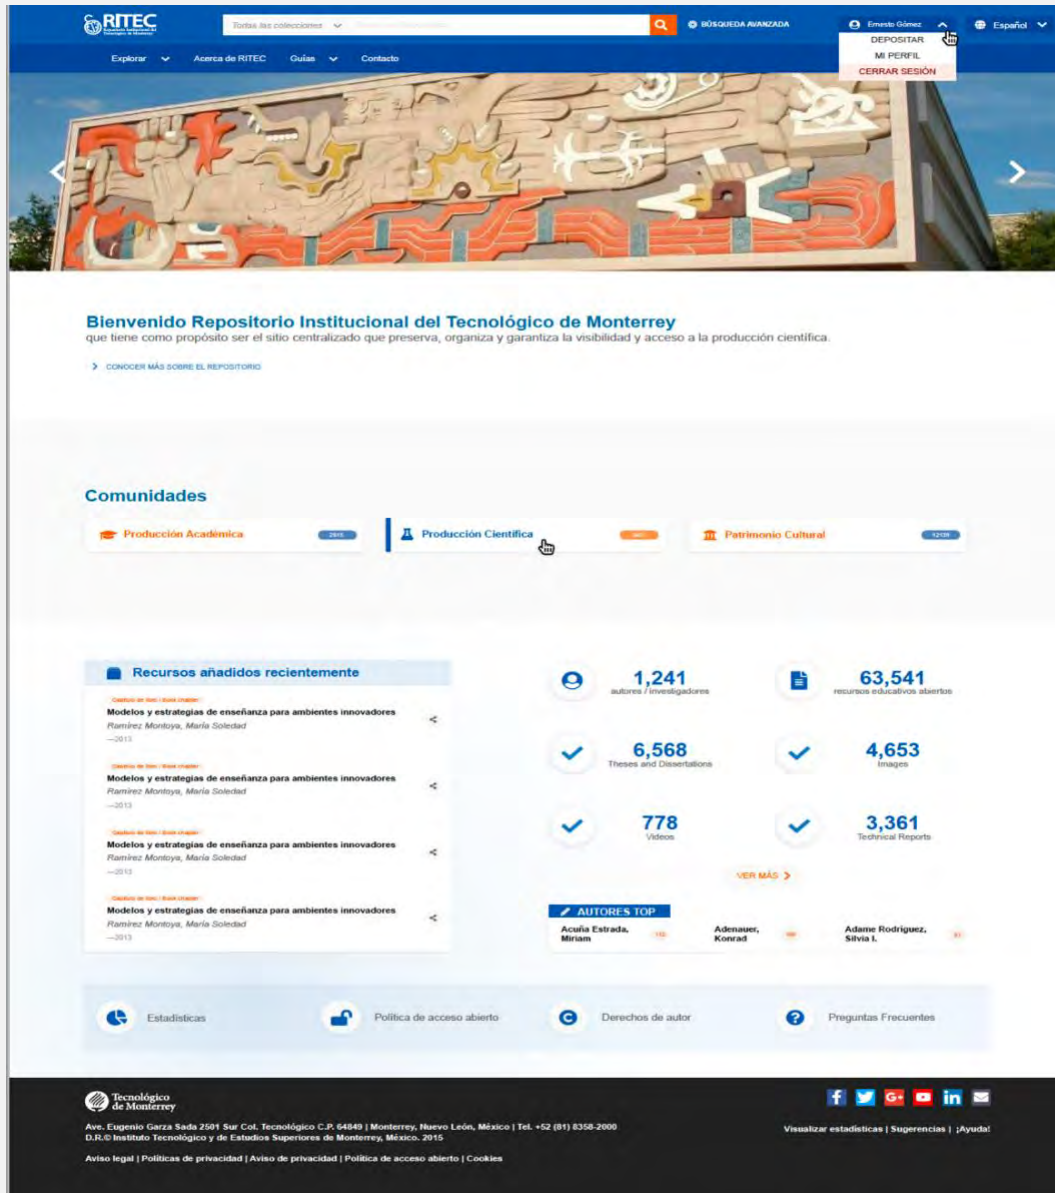 RITEC
Todas las colecciones
BÚSQUEDA AVANZADA
Ernesto Gómez
Español
DEPOSITAR
MI PERFIL
CERRAR SESIÓN
Explorar
Acerca de RITEC
Guías
Contacto
Bienvenido Repositorio Institucional del Tecnológico de Monterrey
que tiene como propósito ser el sitio centralizado que preserva, organiza y garantiza la visibilidad y acceso a la producción científica.
CONOCER MÁS SOBRE EL REPOSITORIO
Comunidades
Producción Académica
Producción Científica
Patrimonio Cultural
Recursos añadidos recientemente
Modelos y estrategias de enseñanza para ambientes innovadores
Ramírez Montoya, María Soledad
—2013
Modelos y estrategias de enseñanza para ambientes innovadores
Ramírez Montoya, María Soledad
—2013
Modelos y estrategias de enseñanza para ambientes innovadores
Ramírez Montoya, María Soledad
—2013
Modelos y estrategias de enseñanza para ambientes innovadores
Ramírez Montoya, María Soledad
—2013
1,241
autores / investigadores
63,541
recursos educativos abiertos
6,568
Theses and Dissertations
4,653
Images
778
Videos
3,361
Technical Reports
VER MÁS
AUTORES TOP
Acuña Estrada,
Miriam
Adenauer,
Konrad
Adame Rodríguez,
Silvia I.
Estadísticas
Política de acceso abierto
Derechos de autor
Preguntas Frecuentes
Tecnológico
de Monterrey
Ave. Eugenio Garza Sada 2501 Sur Col. Tecnológico C.P. 64849 | Monterrey, Nuevo León, México | Tel. +52 (81) 8358-2000
D.R.© Instituto Tecnológico y de Estudios Superiores de Monterrey, México. 2015
Aviso legal | Políticas de privacidad | Aviso de privacidad | Política de acceso abierto | Cookies
Visualizar estadísticas | Sugerencias | ¡Ayuda!